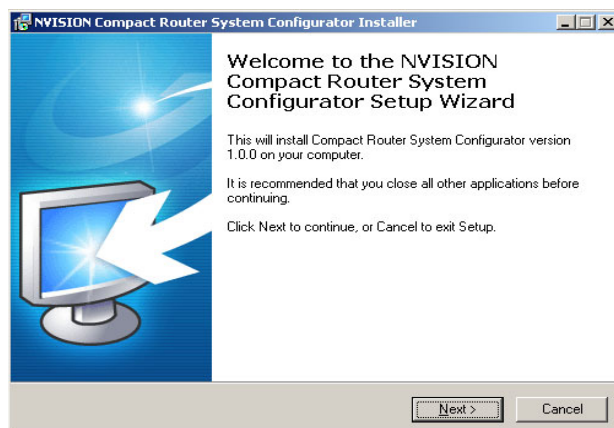 NVISION Compact Router System Configurator Installer
Welcome to the NVISION
Compact Router System
Configurator Setup Wizard
This will install Compact Router System Configurator version
1.0.0 on your computer.
It is recommended that you close all other applications before
continuing.
Click Next to continue, or Cancel to exit Setup.
Next >
Cancel